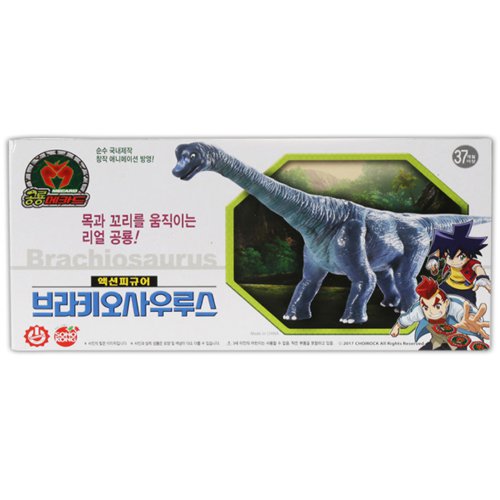 MECARD
공룡메카드
순수 국내제작
창작 애니메이션 방영!
37개월 이상
목과 꼬리를 움직이는
리얼 공룡!
Brachiosaurus
액션피규어
브라키오사우루스
Made in CHINA
SONO KONG
© 2017 CHOIROCK All Rights Reserved